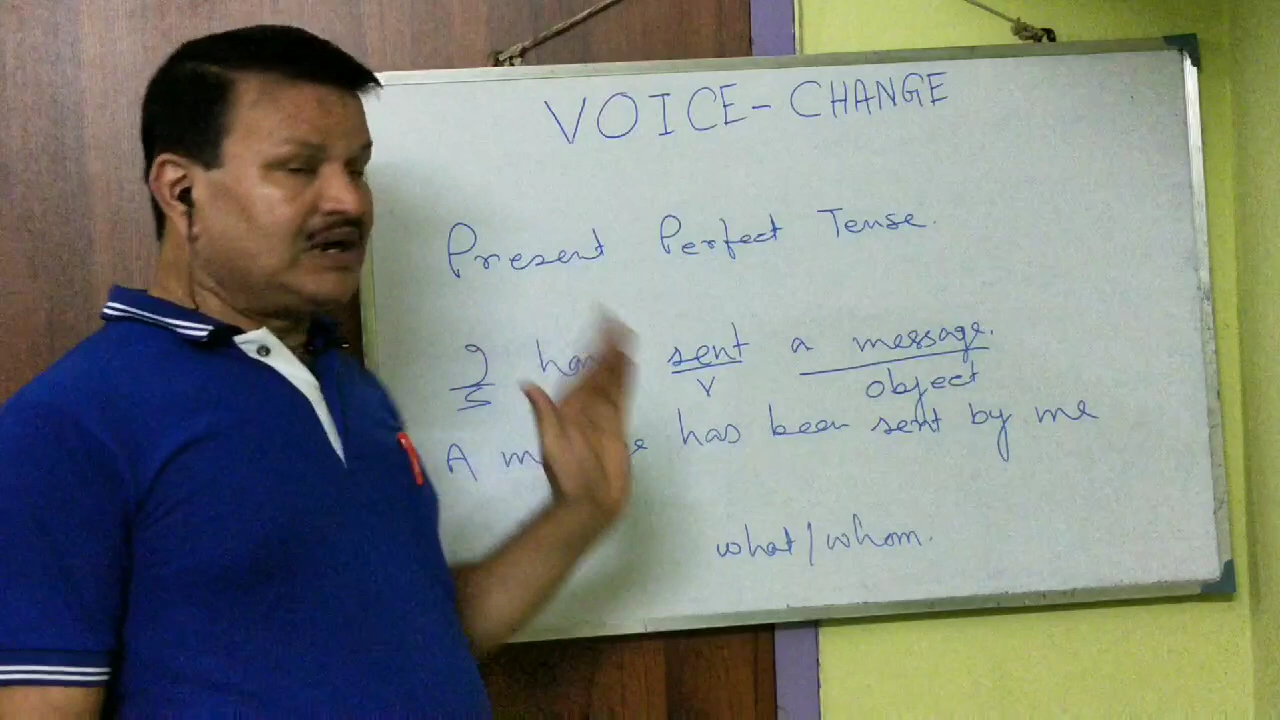 VOICE - CHANGE
Present Perfect Tense.
I sent a message.
S V object
A has been sent by me
what / whom.